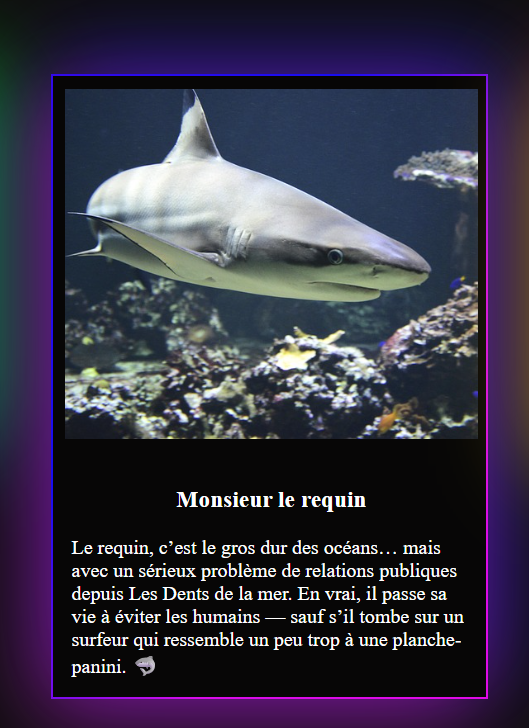 Monsieur le requin
Le requin, c’est le gros dur des océans… mais
avec un sérieux problème de relations publiques
depuis Les Dents de la mer. En vrai, il passe sa
vie à éviter les humains — sauf s’il tombe sur un
surfeur qui ressemble un peu trop à une planche-
panini. 🦈